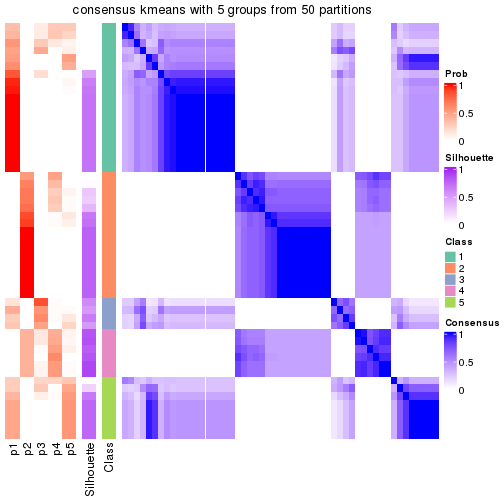 consensus kmeans with 5 groups from 50 partitions
Prob
1
0.5
0
Silhouette
1
0.5
0
Class
1
2
3
4
5
Consensus
1
0.5
0
p1
p2
p3
p4
p5
Silhouette
Class